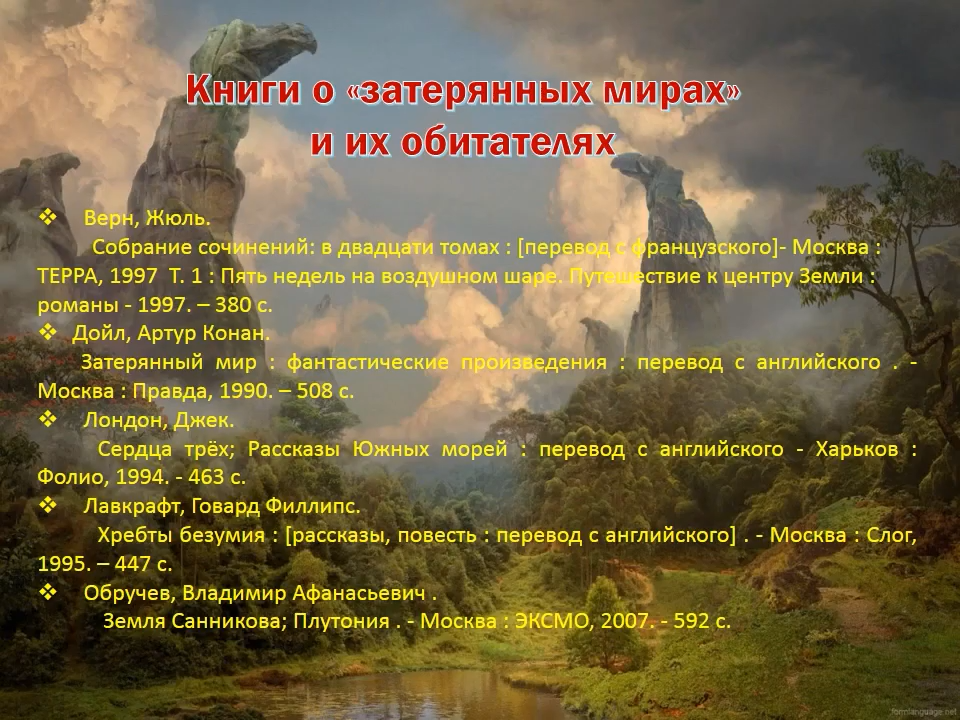 Книги о «затерянных мирах»
и их обитателях
❖ Верн, Жюль.
Собрание сочинений: в двадцати томах : [перевод с французского]- Москва :
ТЕРРА, 1997 Т. 1 : Пять недель на воздушном шаре. Путешествие к центру Земли :
романы - 1997. – 380 с.
❖ Дойл, Артур Конан.
Затерянный мир : фантастические произведения : перевод с английского . -
Москва : Правда, 1990. – 508 с.
❖ Лондон, Джек.
Сердца трёх; Рассказы Южных морей : перевод с английского - Харьков :
Фолио, 1994. - 463 с.
❖ Лавкрафт, Говард Филлипс.
Хребты безумия : [рассказы, повесть : перевод с английского] . - Москва : Слог,
1995. – 447 с.
❖ Обручев, Владимир Афанасьевич .
Земля Санникова; Плутония . - Москва : ЭКСМО, 2007. - 592 с.